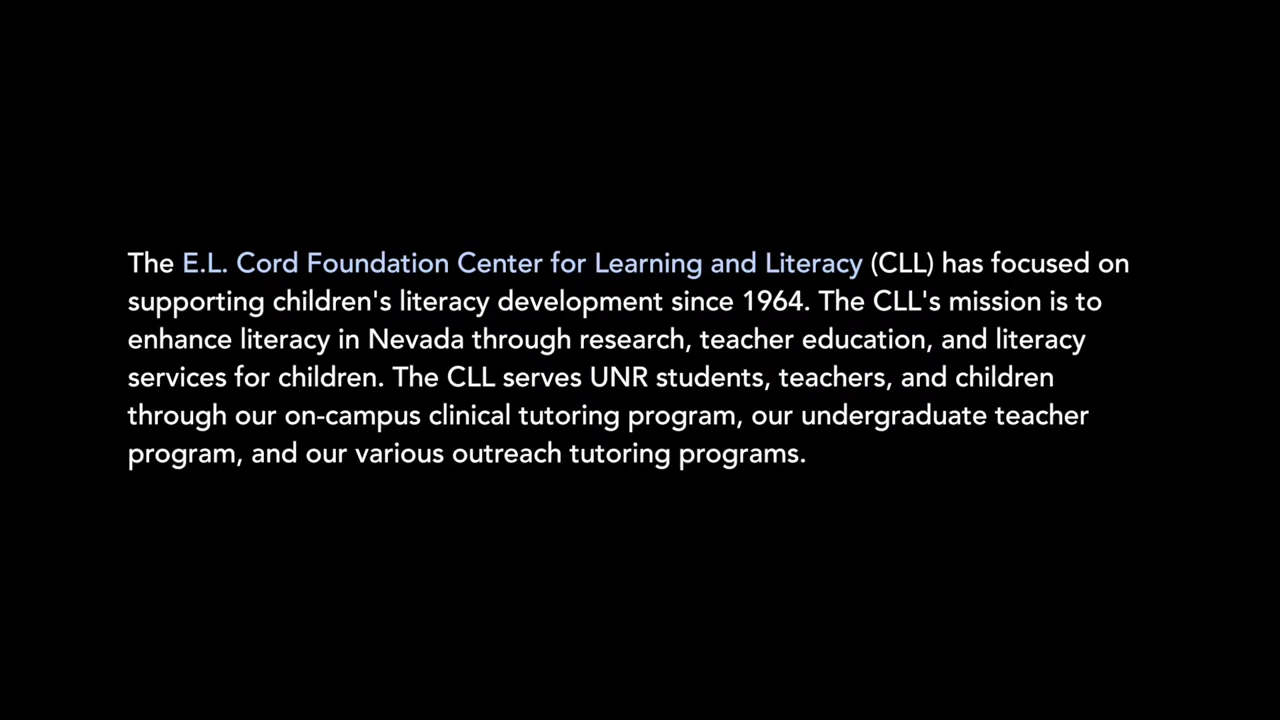 The E.L. Cord Foundation Center for Learning and Literacy (CLL) has focused on
supporting children's literacy development since 1964. The CLL's mission is to
enhance literacy in Nevada through research, teacher education, and literacy
services for children. The CLL serves UNR students, teachers, and children
through our on-campus clinical tutoring program, our undergraduate teacher
program, and our various outreach tutoring programs.